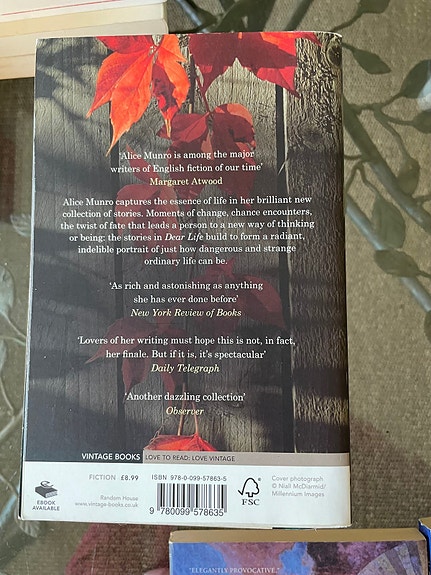 'Alice Munro is among the major
writers of English fiction of our time'
Margaret Atwood
Alice Munro captures the essence of life in her brilliant new
collection of stories. Moments of change, chance encounters,
the twist of fate that leads a person to a new way of thinking
or being: the stories in Dear Life build to form a radiant,
indelible portrait of just how dangerous and strange
ordinary life can be.
'As rich and astonishing as anything
she has ever done before'
New York Review of Books
'Lovers of her writing must hope this is not, in fact,
her finale. But if it is, it's spectacular'
Daily Telegraph
'Another dazzling collection'
Observer
VINTAGE BOOKS LOVE TO READ: LOVE VINTAGE
EBOOK
AVAILABLE
FICTION £8.99
Random House
www.vintage-books.co.uk
ISBN 978-0-099-57863-5
9 780099 578635
FSC
Cover photograph
© Niall McDiarmid/
Millennium Images
"ELEGANTLY PROVOCATIVE."